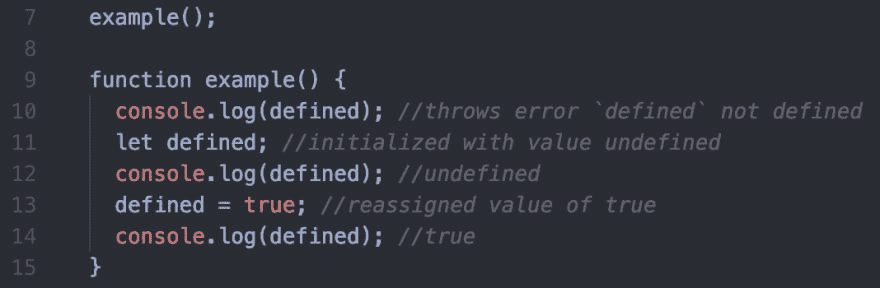 7 example();
8
9 function example() {
10 console.log(defined); //throws error `defined` not defined
11 let defined; //initialized with value undefined
12 console.log(defined); //undefined
13 defined = true; //reassigned value of true
14 console.log(defined); //true
15 }